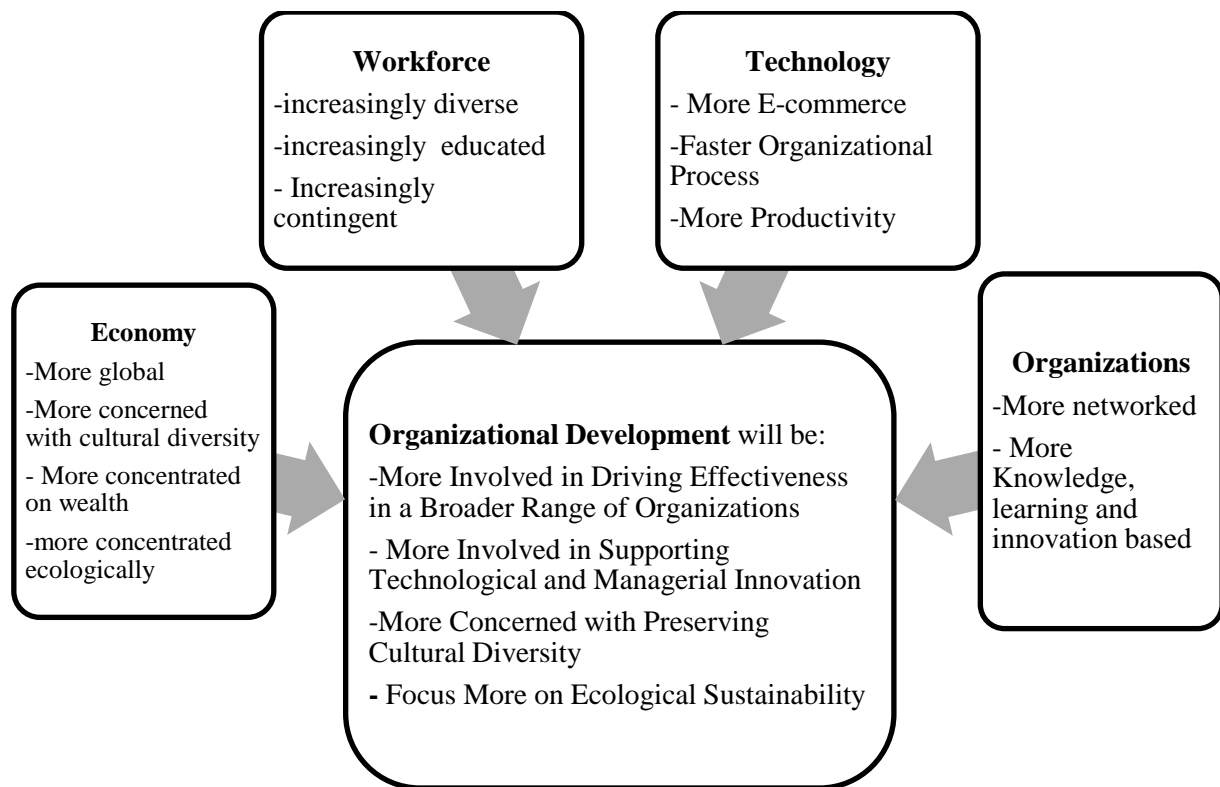 Workforce
-increasingly diverse
-increasingly educated
- Increasingly
contingent
Technology
- More E-commerce
-Faster Organizational
Process
-More Productivity
Economy
-More global
-More concerned
with cultural diversity
- More concentrated
on wealth
-more concentrated
ecologically
Organizational Development will be:
-More Involved in Driving Effectiveness
in a Broader Range of Organizations
- More Involved in Supporting
Technological and Managerial Innovation
-More Concerned with Preserving
Cultural Diversity
- Focus More on Ecological Sustainability
Organizations
-More networked
- More
Knowledge,
learning and
innovation based